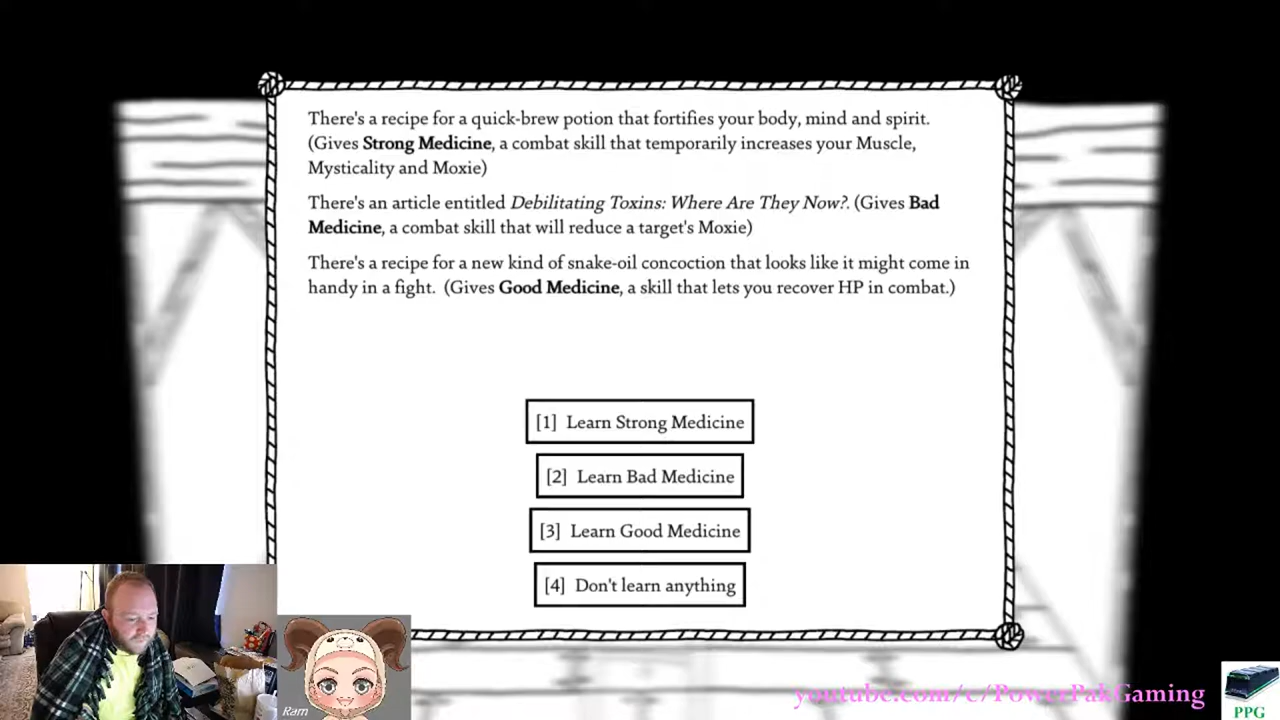 There's a recipe for a quick-brew potion that fortifies your body, mind and spirit.
(Gives Strong Medicine, a combat skill that temporarily increases your Muscle,
Mysticality and Moxie)
There's an article entitled Debilitating Toxins: Where Are They Now?. (Gives Bad
Medicine, a combat skill that will reduce a target's Moxie)
There's a recipe for a new kind of snake-oil concoction that looks like it might come in
handy in a fight. (Gives Good Medicine, a skill that lets you recover HP in combat.)
[1] Learn Strong Medicine
[2] Learn Bad Medicine
[3] Learn Good Medicine
[4] Don't learn anything
Ram
youtube.com/c/PowerPakGaming
PPG